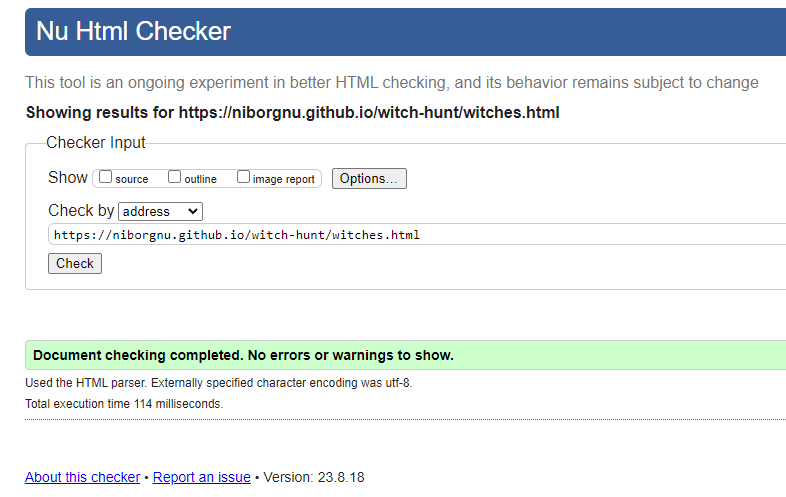 Nu Html Checker
This tool is an ongoing experiment in better HTML checking, and its behavior remains subject to change
Showing results for https://niborgnu.github.io/witch-hunt/witches.html
Checker Input
Show source outline image report Options...
Check by address
https://niborgnu.github.io/witch-hunt/witches.html
Check
Document checking completed. No errors or warnings to show.
Used the HTML parser. Externally specified character encoding was utf-8.
Total execution time 114 milliseconds.
About this checker • Report an issue • Version: 23.8.18